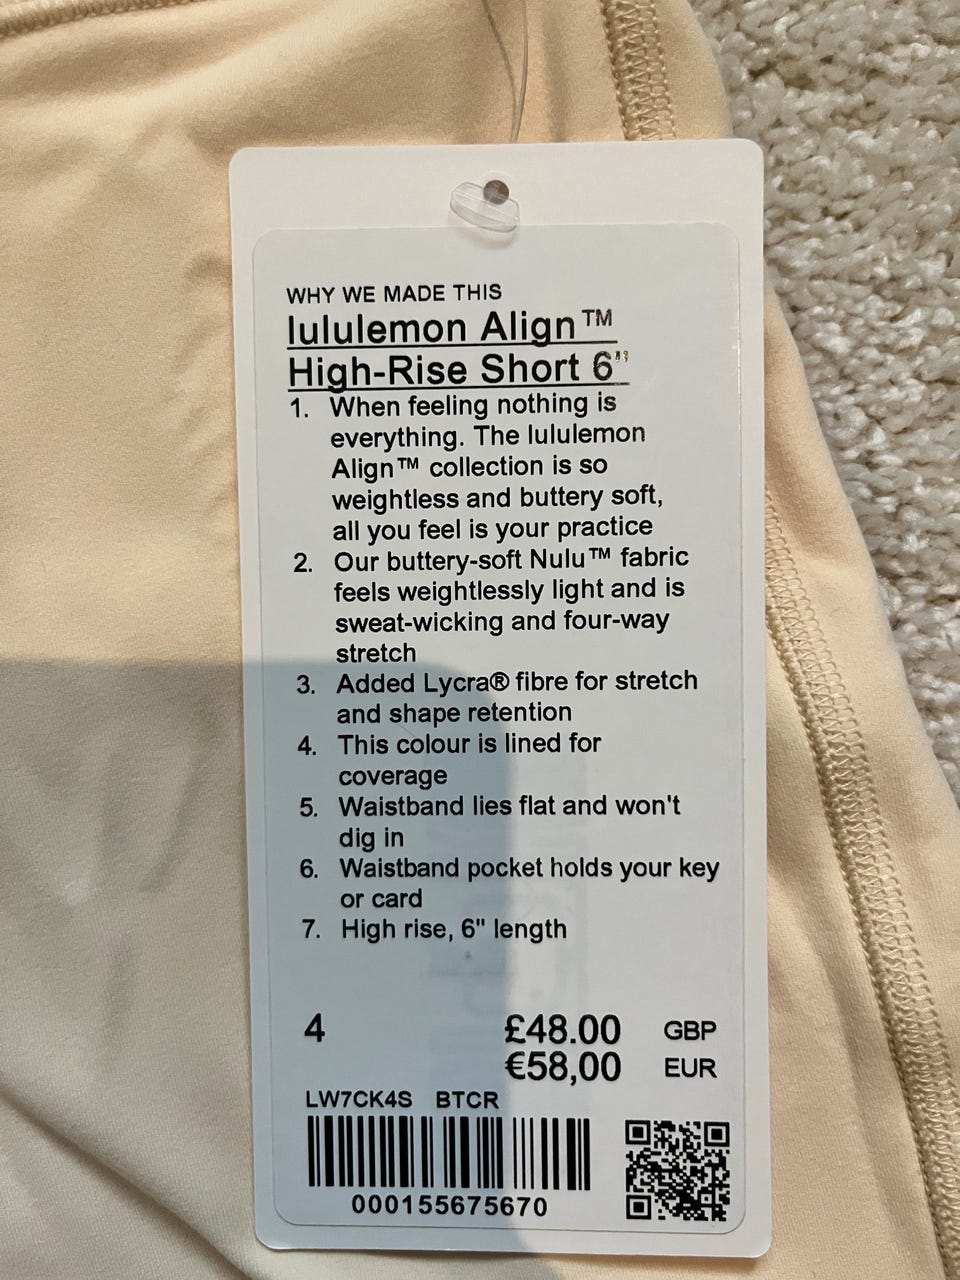 WHY WE MADE THIS
lululemon Align™
High-Rise Short 6"
1. When feeling nothing is
everything. The lululemon
Align™ collection is so
weightless and buttery soft,
all you feel is your practice
2. Our buttery-soft Nulu™ fabric
feels weightlessly light and is
sweat-wicking and four-way
stretch
3. Added Lycra® fibre for stretch
and shape retention
4. This colour is lined for
coverage
5. Waistband lies flat and won't
dig in
6. Waistband pocket holds your key
or card
7. High rise, 6" length
4 £48.00 GBP
€58,00 EUR
LW7CK4S BTCR
000155675670